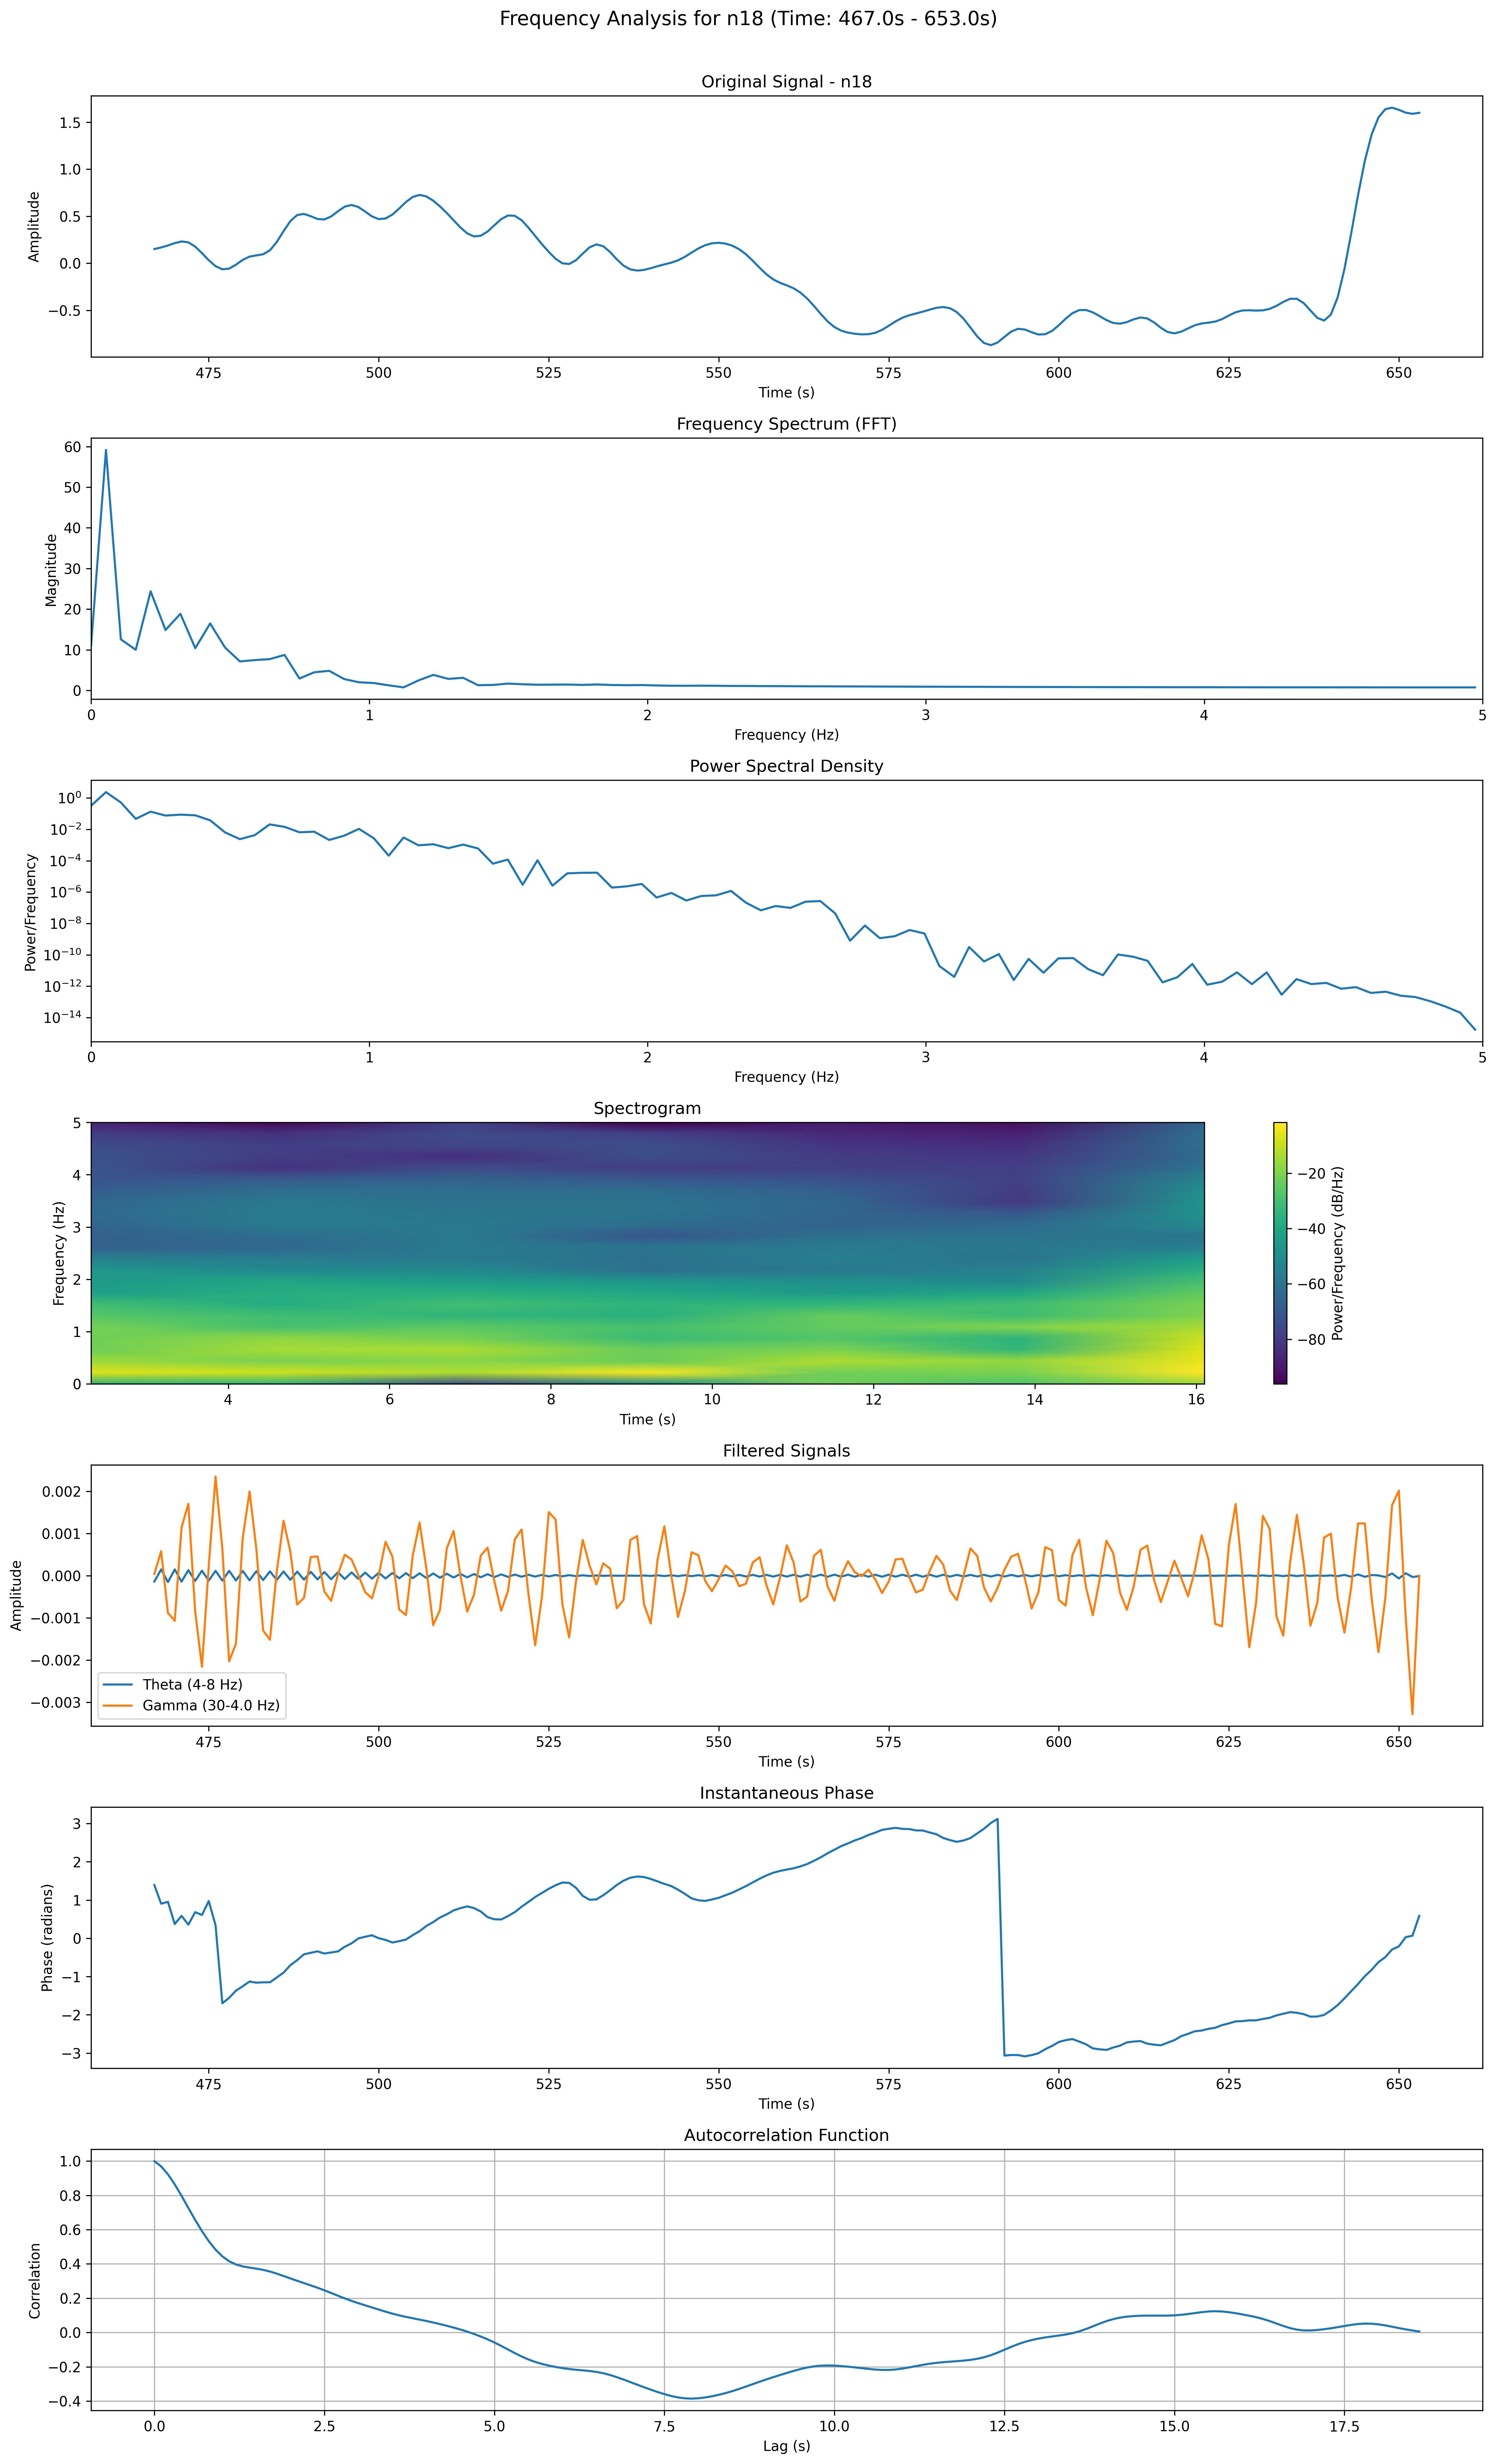 Frequency Analysis for n18 (Time: 467.0s - 653.0s)
Original Signal - n18
1.5
1.0
0.5
0.0
−0.5
Amplitude
475 500 525 550 575 600 625 650
Time (s)
Frequency Spectrum (FFT)
60
50
40
30
20
10
0
Magnitude
0 1 2 3 4 5
Frequency (Hz)
Power Spectral Density
10⁰
10⁻²
10⁻⁴
10⁻⁶
10⁻⁸
10⁻¹⁰
10⁻¹²
10⁻¹⁴
Power/Frequency
0 1 2 3 4 5
Frequency (Hz)
Spectrogram
5
4
3
2
1
0
Frequency (Hz)
4 6 8 10 12 14 16
Time (s)
−20
−40
−60
−80
Power/Frequency (dB/Hz)
Filtered Signals
0.002
0.001
0.000
−0.001
−0.002
−0.003
Amplitude
Theta (4-8 Hz)
Gamma (30-4.0 Hz)
475 500 525 550 575 600 625 650
Time (s)
Instantaneous Phase
3
2
1
0
−1
−2
−3
Phase (radians)
475 500 525 550 575 600 625 650
Time (s)
Autocorrelation Function
1.0
0.8
0.6
0.4
0.2
0.0
−0.2
−0.4
Correlation
0.0 2.5 5.0 7.5 10.0 12.5 15.0 17.5
Lag (s)